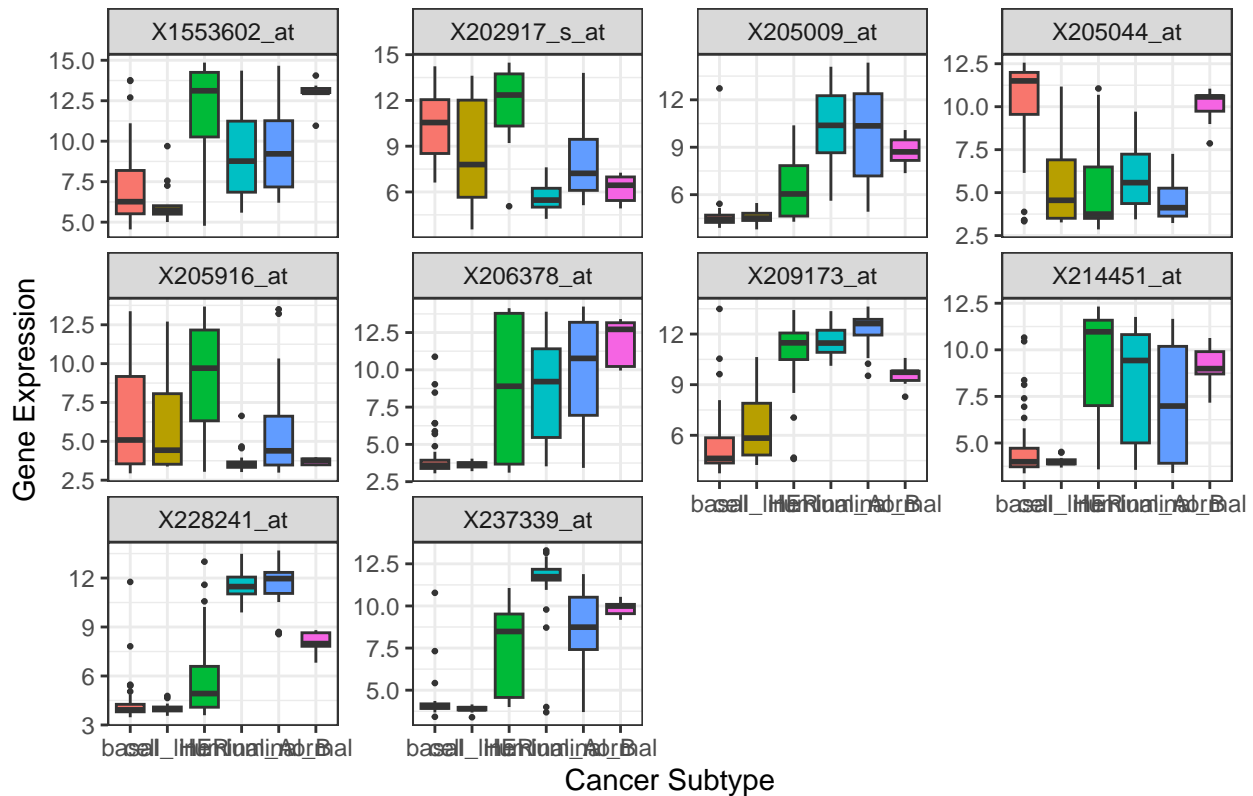 X1553602_at X202917_s_at X205009_at X205044_at
15.0 15 12.5
12.5 12 12 10.0
10.0 9 9 7.5
7.5 6 6 5.0
5.0 2.5
X205916_at X206378_at X209173_at X214451_at
12.5 12.5 12 12.5
10.0 10.0 9 10.0
7.5 7.5 6 7.5
5.0 5.0 5.0
2.5 2.5
Gene Expression
X228241_at X237339_at
12 12.5
9 10.0
6 7.5
3 5.0
basal
Cancer Subtype